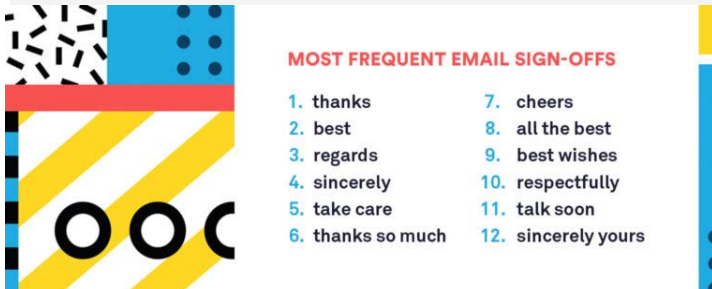 MOST FREQUENT EMAIL SIGN-OFFS
1. thanks
2. best
3. regards
4. sincerely
5. take care
6. thanks so much
7. cheers
8. all the best
9. best wishes
10. respectfully
11. talk soon
12. sincerely yours